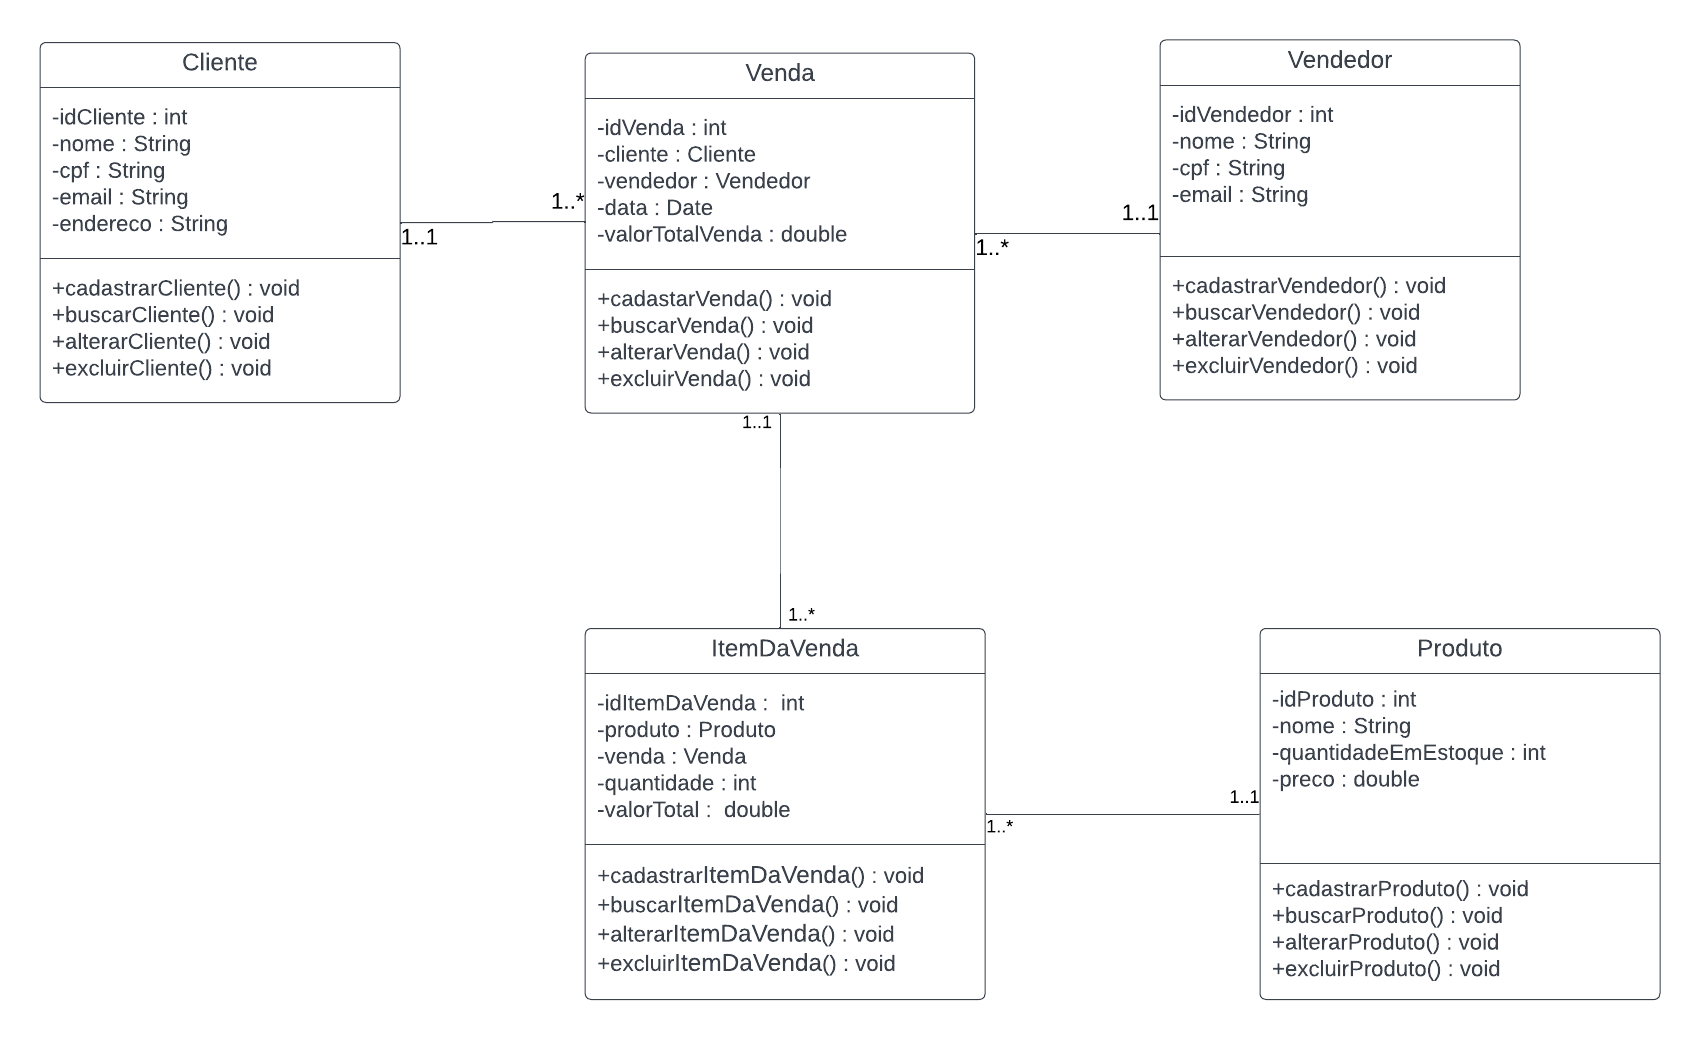 Cliente
-idCliente : int
-nome : String
-cpf : String
-email : String
-endereco : String
+cadastrarCliente() : void
+buscarCliente() : void
+alterarCliente() : void
+excluirCliente() : void
1..1
1..*
Venda
-idVenda : int
-cliente : Cliente
-vendedor : Vendedor
-data : Date
-valorTotalVenda : double
+cadastarVenda() : void
+buscarVenda() : void
+alterarVenda() : void
+excluirVenda() : void
1..*
1..1
Vendedor
-idVendedor : int
-nome : String
-cpf : String
-email : String
+cadastrarVendedor() : void
+buscarVendedor() : void
+alterarVendedor() : void
+excluirVendedor() : void
1..1
1..*
ItemDaVenda
-idItemDaVenda :  int
-produto : Produto
-venda : Venda
-quantidade : int
-valorTotal :  double
+cadastrarItemDaVenda() : void
+buscarItemDaVenda() : void
+alterarItemDaVenda() : void
+excluirItemDaVenda() : void
1..*
1..1
Produto
-idProduto : int
-nome : String
-quantidadeEmEstoque : int
-preco : double
+cadastrarProduto() : void
+buscarProduto() : void
+alterarProduto() : void
+excluirProduto() : void